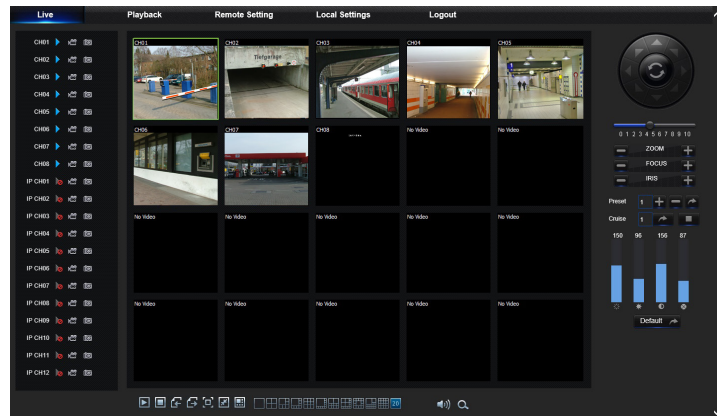 Live Playback Remote Setting Local Settings Logout
CH01
CH02
CH03
CH04
CH05
CH06
CH07
CH08
IP CH01
IP CH02
IP CH03
IP CH04
IP CH05
IP CH06
IP CH07
IP CH08
IP CH09
IP CH10
IP CH11
IP CH12
CH01 CH02 CH03 CH04 CH05
Tiefgarage
CH06 CH07 CH08 No Video No Video
No Video No Video No Video No Video No Video
No Video No Video No Video No Video No Video
0 1 2 3 4 5 6 7 8 9 10
ZOOM
FOCUS
IRIS
Preset 1
Cruise 1
150 96 156 87
Default
20